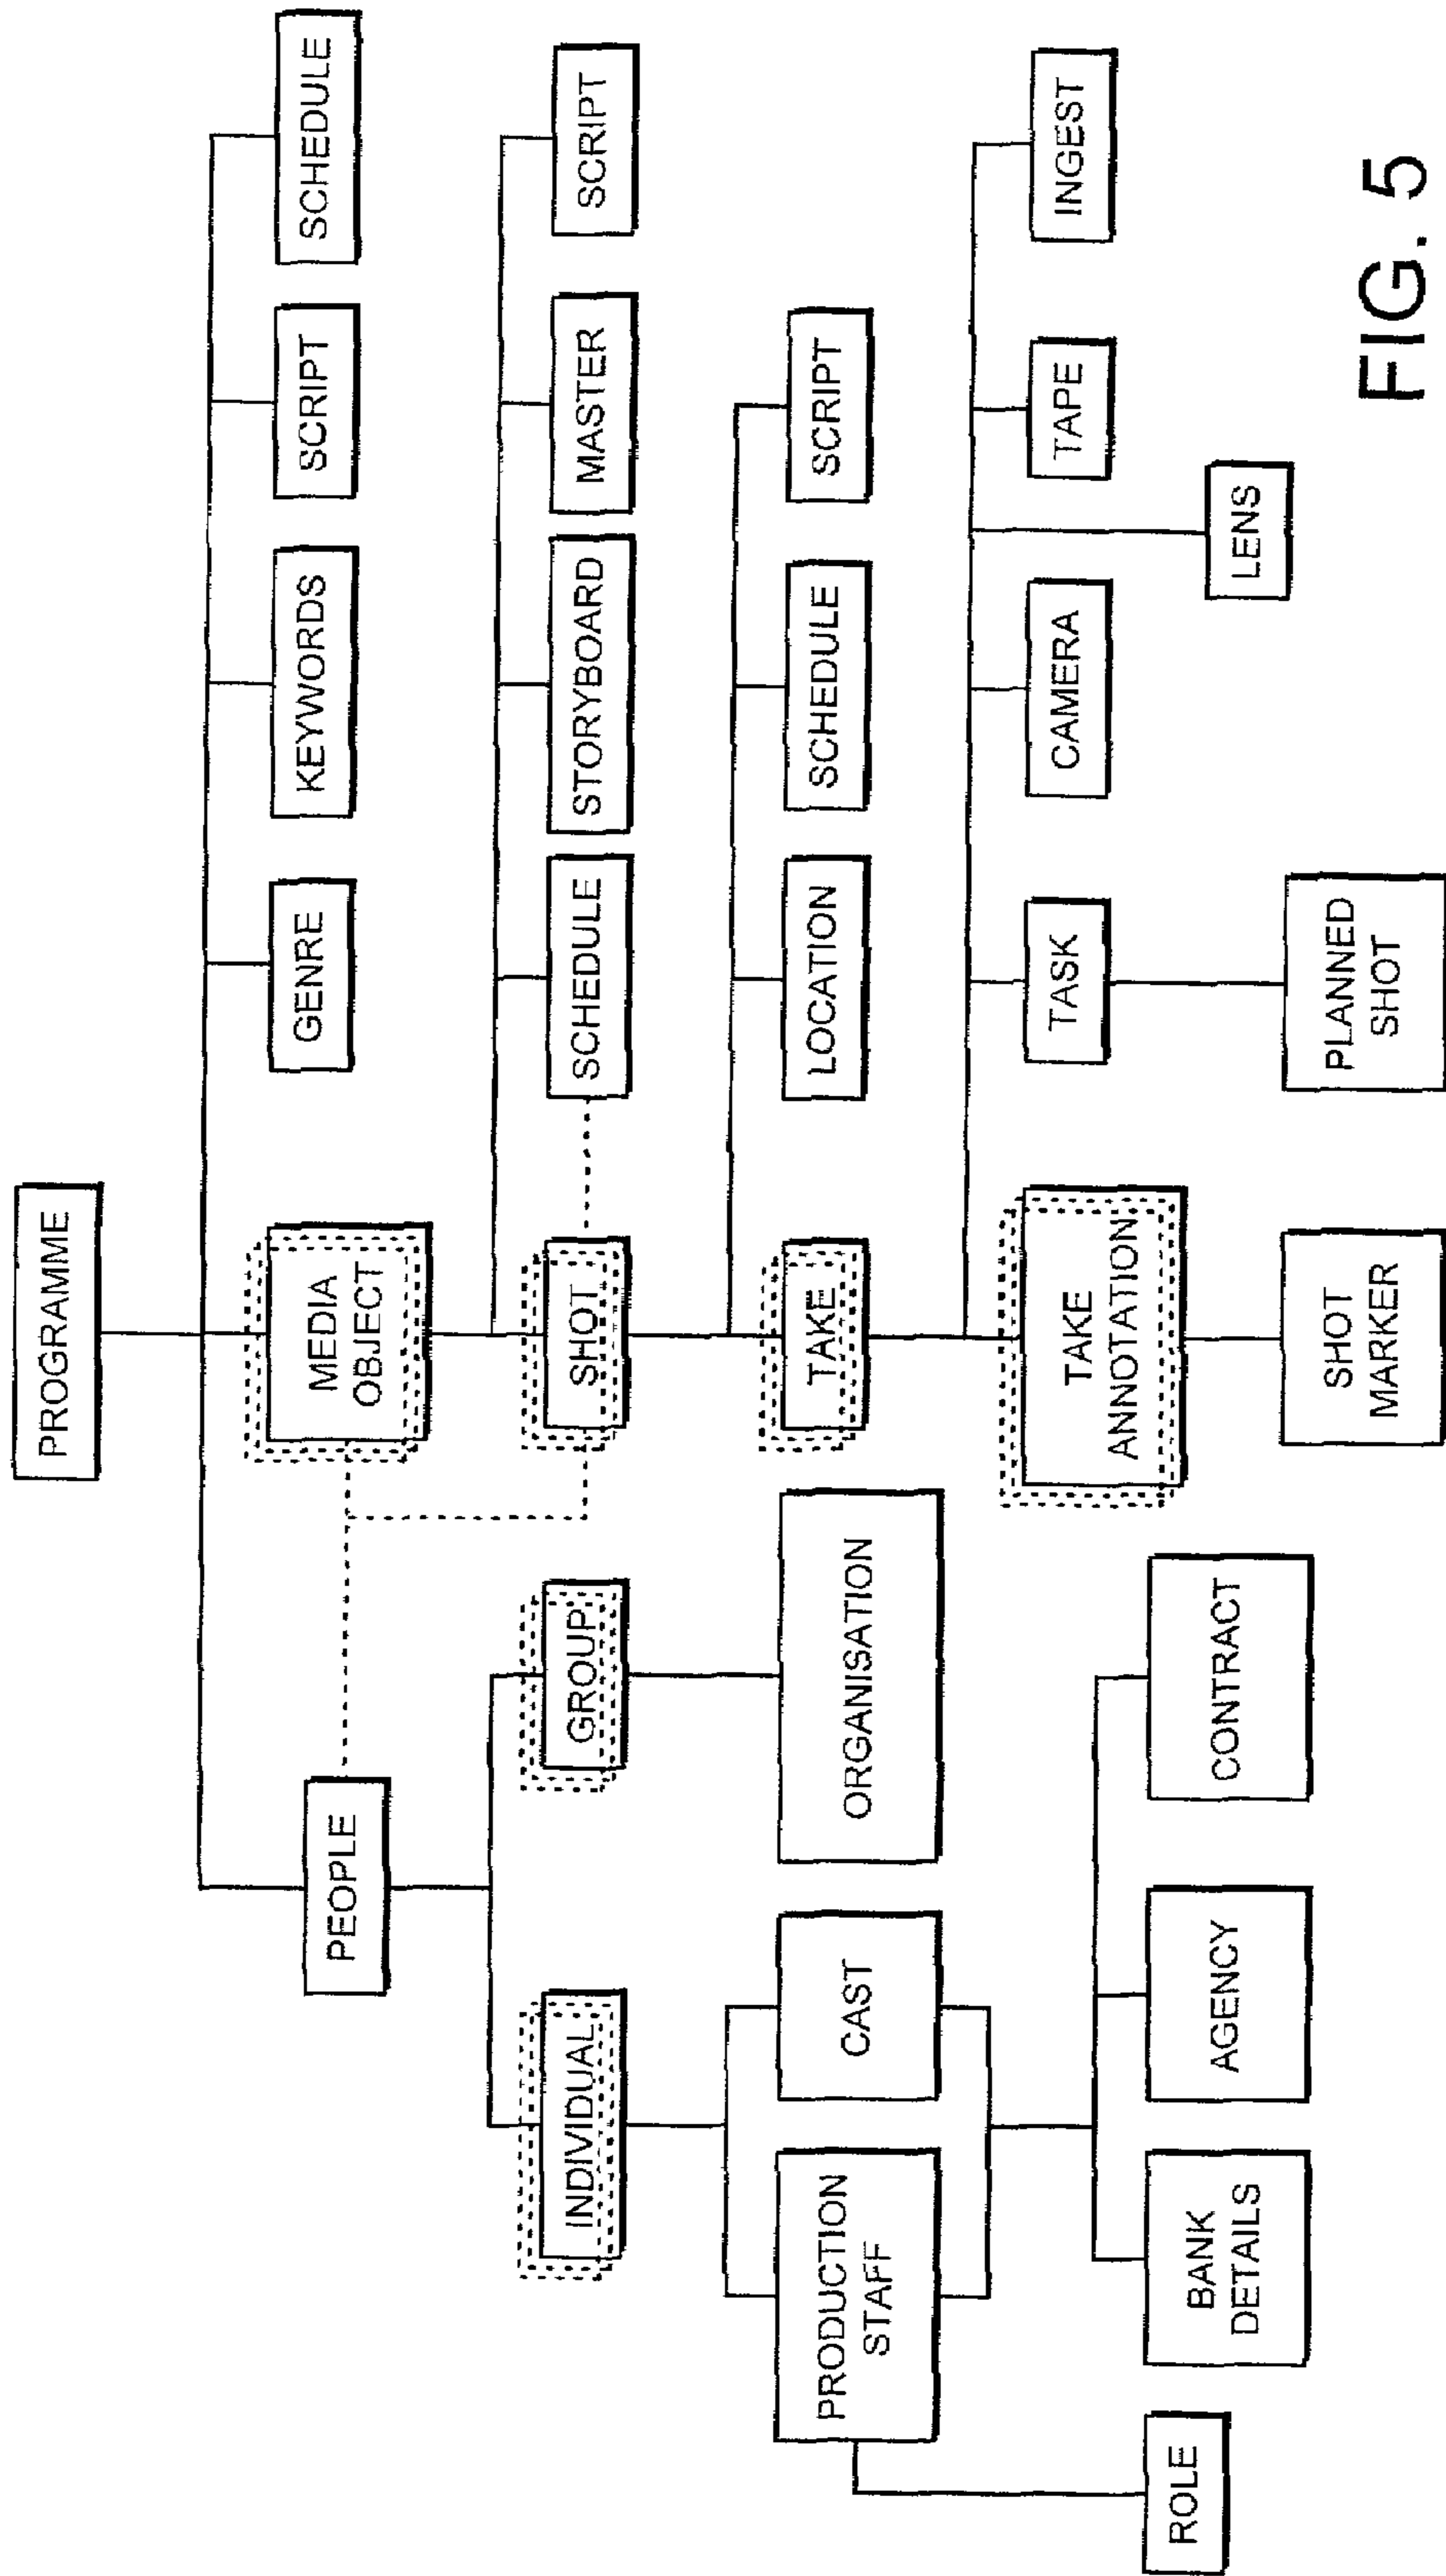 PROGRAMME
PEOPLE
MEDIA
OBJECT
GENRE
KEYWORDS
SCRIPT
SCHEDULE
INDIVIDUAL
GROUP
SHOT
SCHEDULE
STORYBOARD
MASTER
SCRIPT
PRODUCTION
STAFF
CAST
ORGANISATION
TAKE
LOCATION
SCHEDULE
SCRIPT
ROLE
BANK
DETAILS
AGENCY
CONTRACT
TAKE
ANNOTATION
TASK
CAMERA
LENS
TAPE
INGEST
SHOT
MARKER
PLANNED
SHOT
FIG. 5